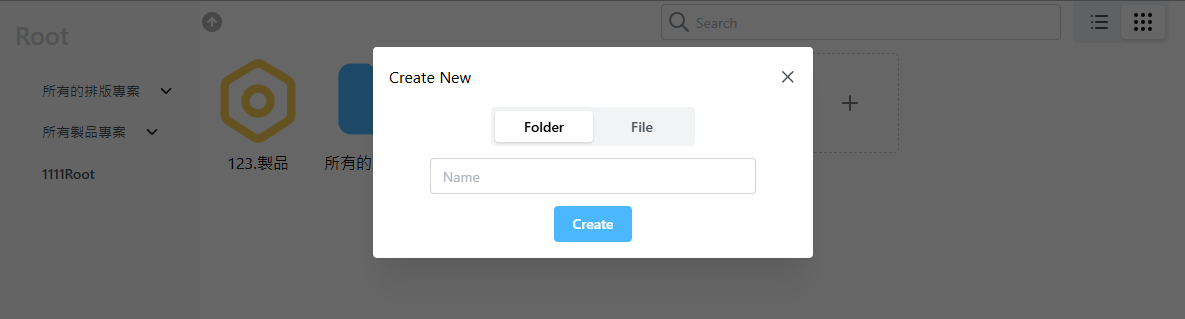 Root
Search
所有的排版專案
所有製品專案
1111Root
123.製品
所有的
Create New
Folder
File
Name
Create